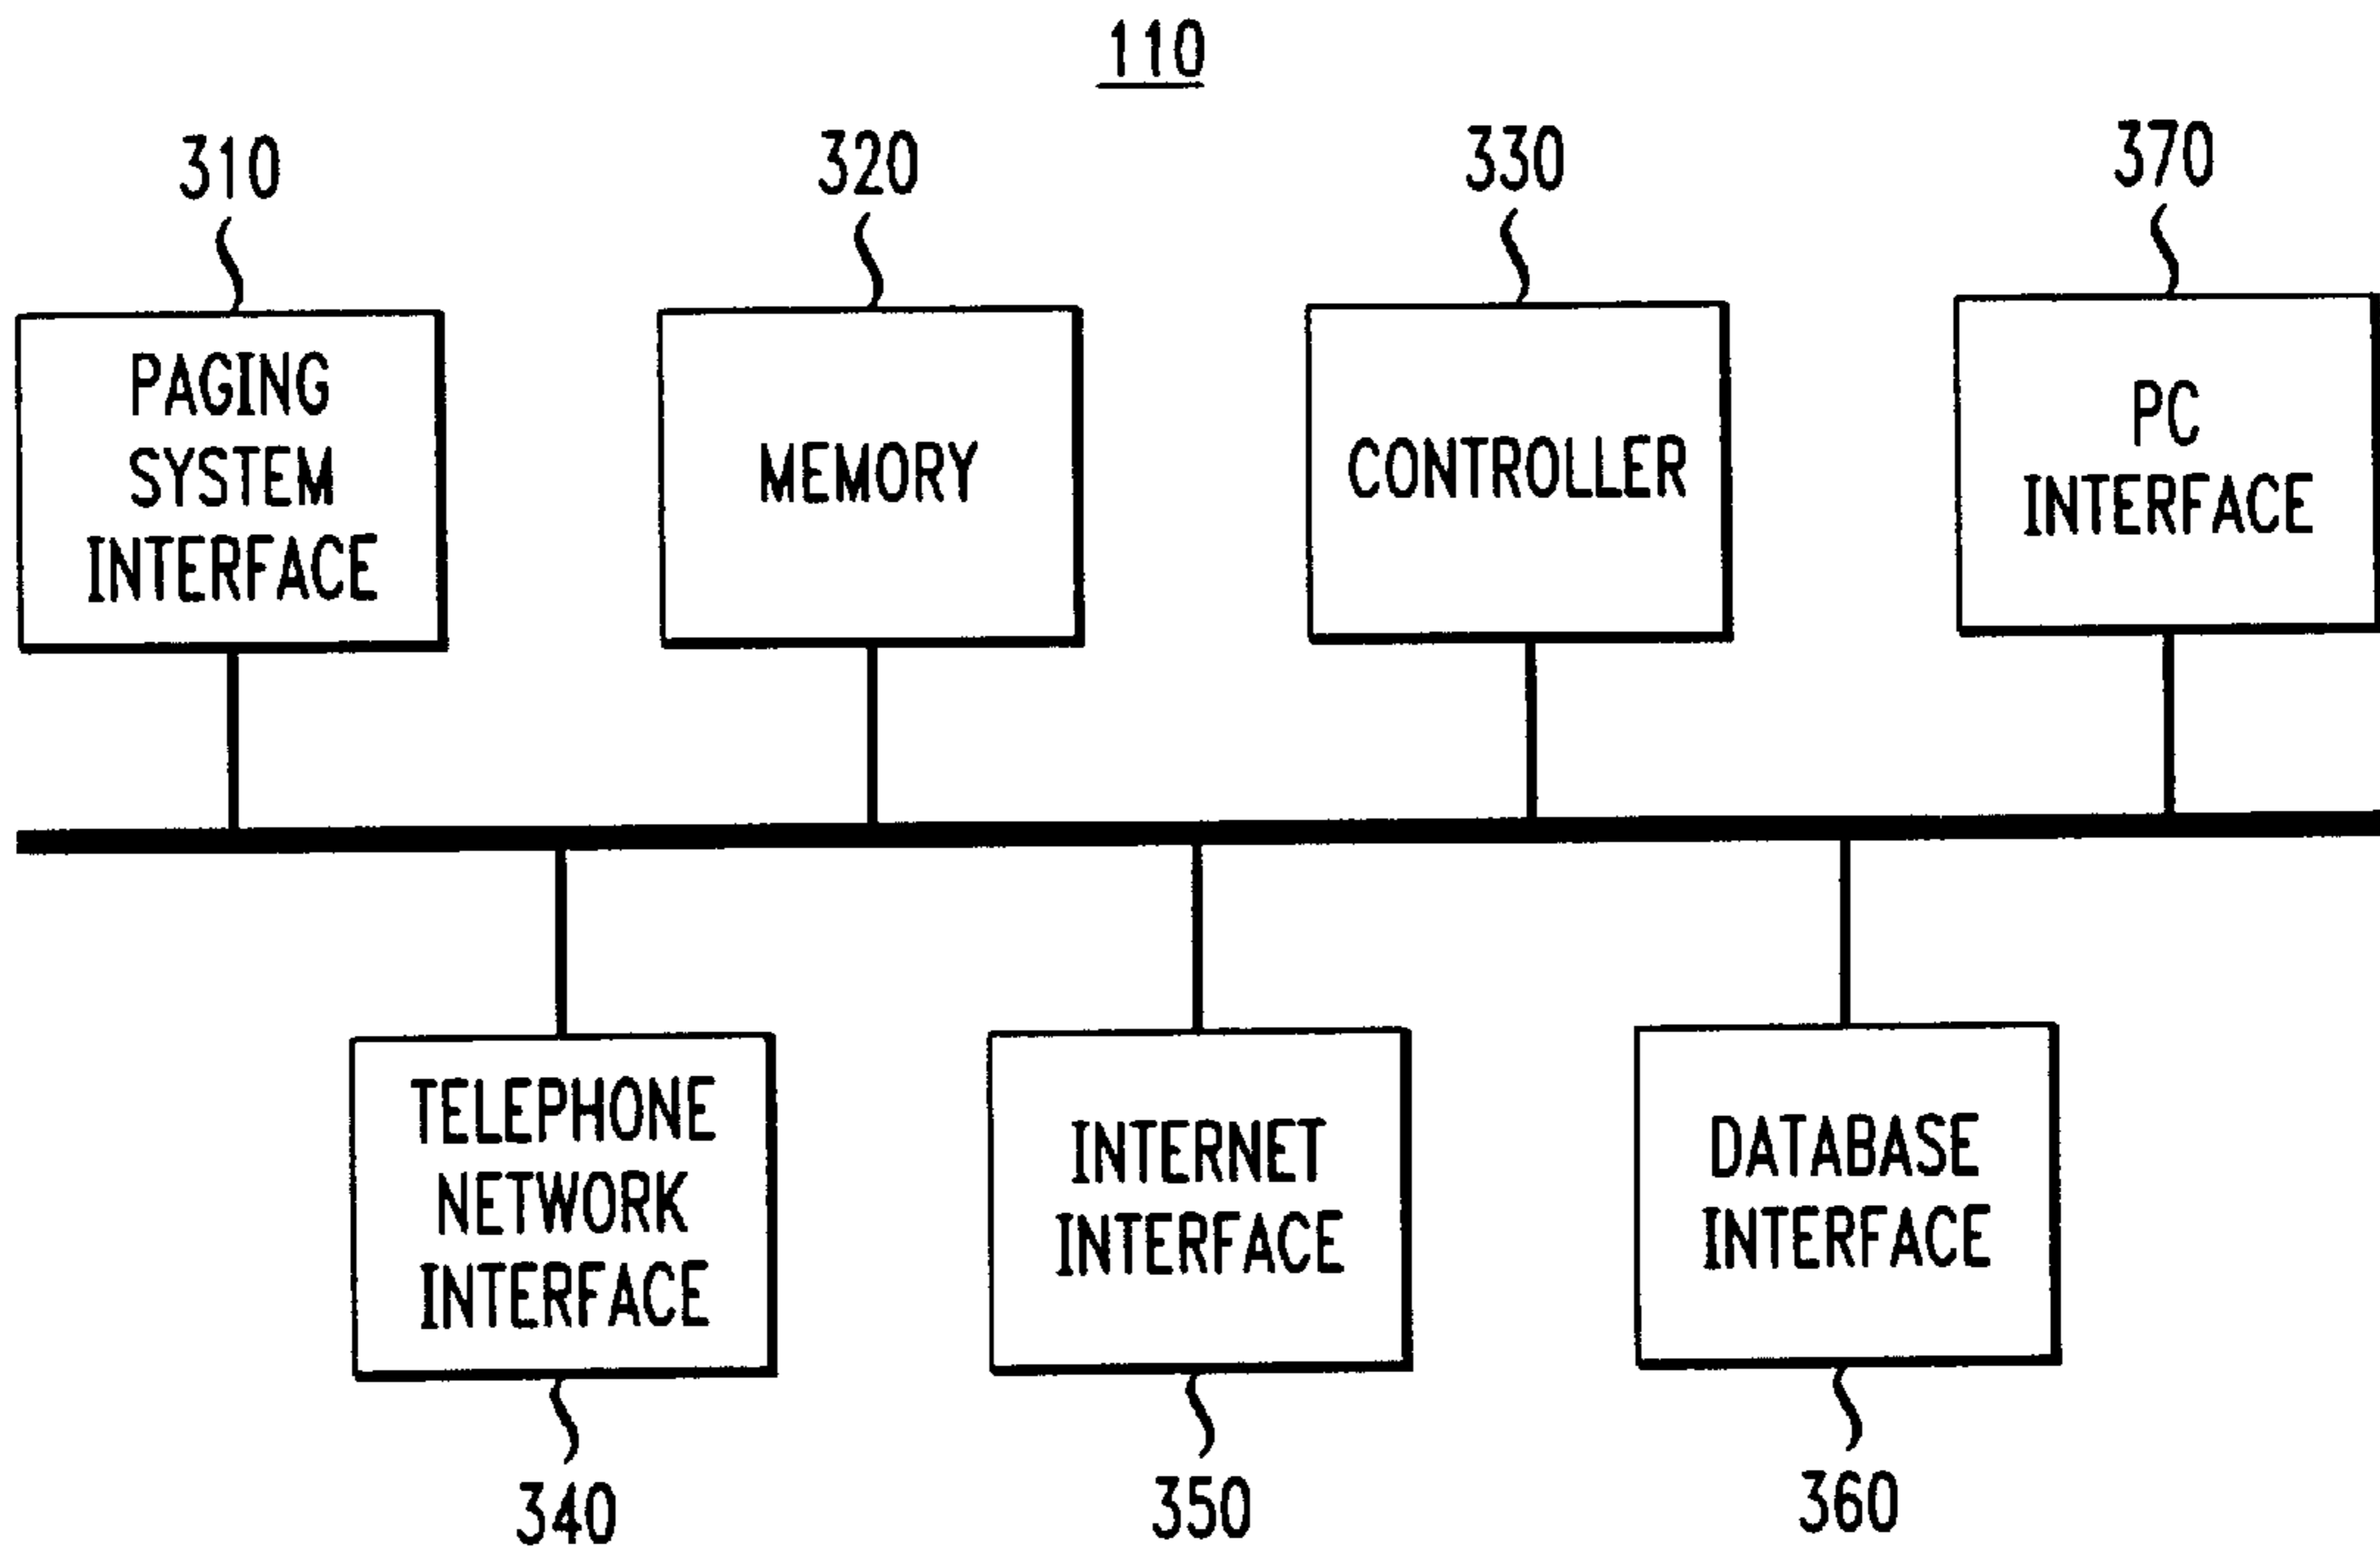 110
310
320
330
370
PAGING
SYSTEM
INTERFACE
MEMORY
CONTROLLER
PC
INTERFACE
TELEPHONE
NETWORK
INTERFACE
INTERNET
INTERFACE
DATABASE
INTERFACE
340
350
360